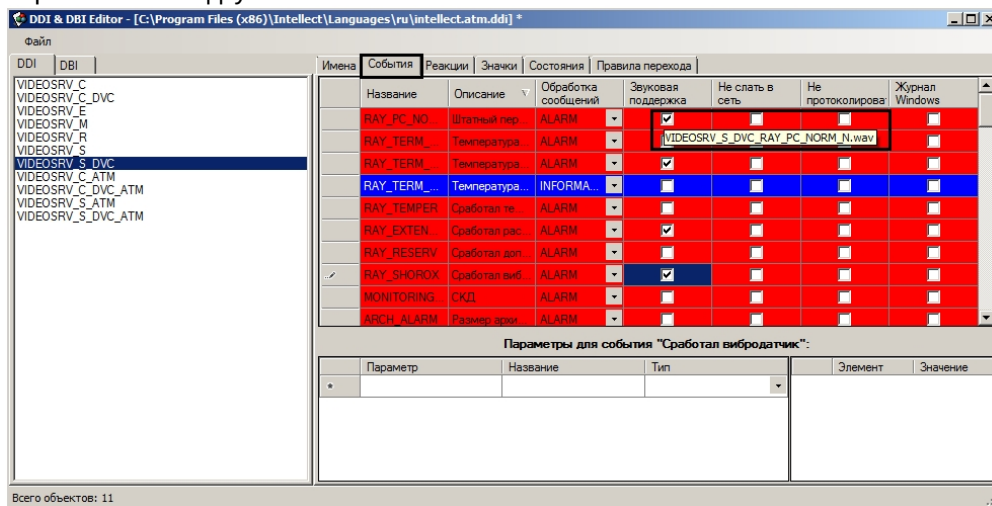 DDI & DBI Editor - [C:\Program Files (x86)\Intellect\Languages\ru\intellect.atm.ddi] *
Файл
DDI DBI
Имена События Реакции Значки Состояния Правила перехода
VIDEOSRV_C
VIDEOSRV_C_DVC
VIDEOSRV_E
VIDEOSRV_M
VIDEOSRV_R
VIDEOSRV_S
VIDEOSRV_S_DVC
VIDEOSRV_C_ATM
VIDEOSRV_C_DVC_ATM
VIDEOSRV_S_ATM
VIDEOSRV_S_DVC_ATM
Название Описание Обработка сообщений Звуковая поддержка Не слать в сеть Не протоколироват Журнал Windows
RAY_PC_NO... Штатный пер... ALARM
VIDEOSRV_S_DVC_RAY_PC_NORM_N.wav
RAY_TERM_... Температура... ALARM
RAY_TERM_... Температура... ALARM
RAY_TERM_... Температура... INFORMA...
RAY_TEMPER Сработал те... ALARM
RAY_EXTEN... Сработал рас... ALARM
RAY_RESERV Сработал доп... ALARM
RAY_SHOROX Сработал виб... ALARM
MONITORING... СКД ALARM
ARCH_ALARM Размер архи... ALARM
Параметры для события "Сработал вибродатчик":
Параметр Название Тип
Элемент Значение
Всего объектов: 11